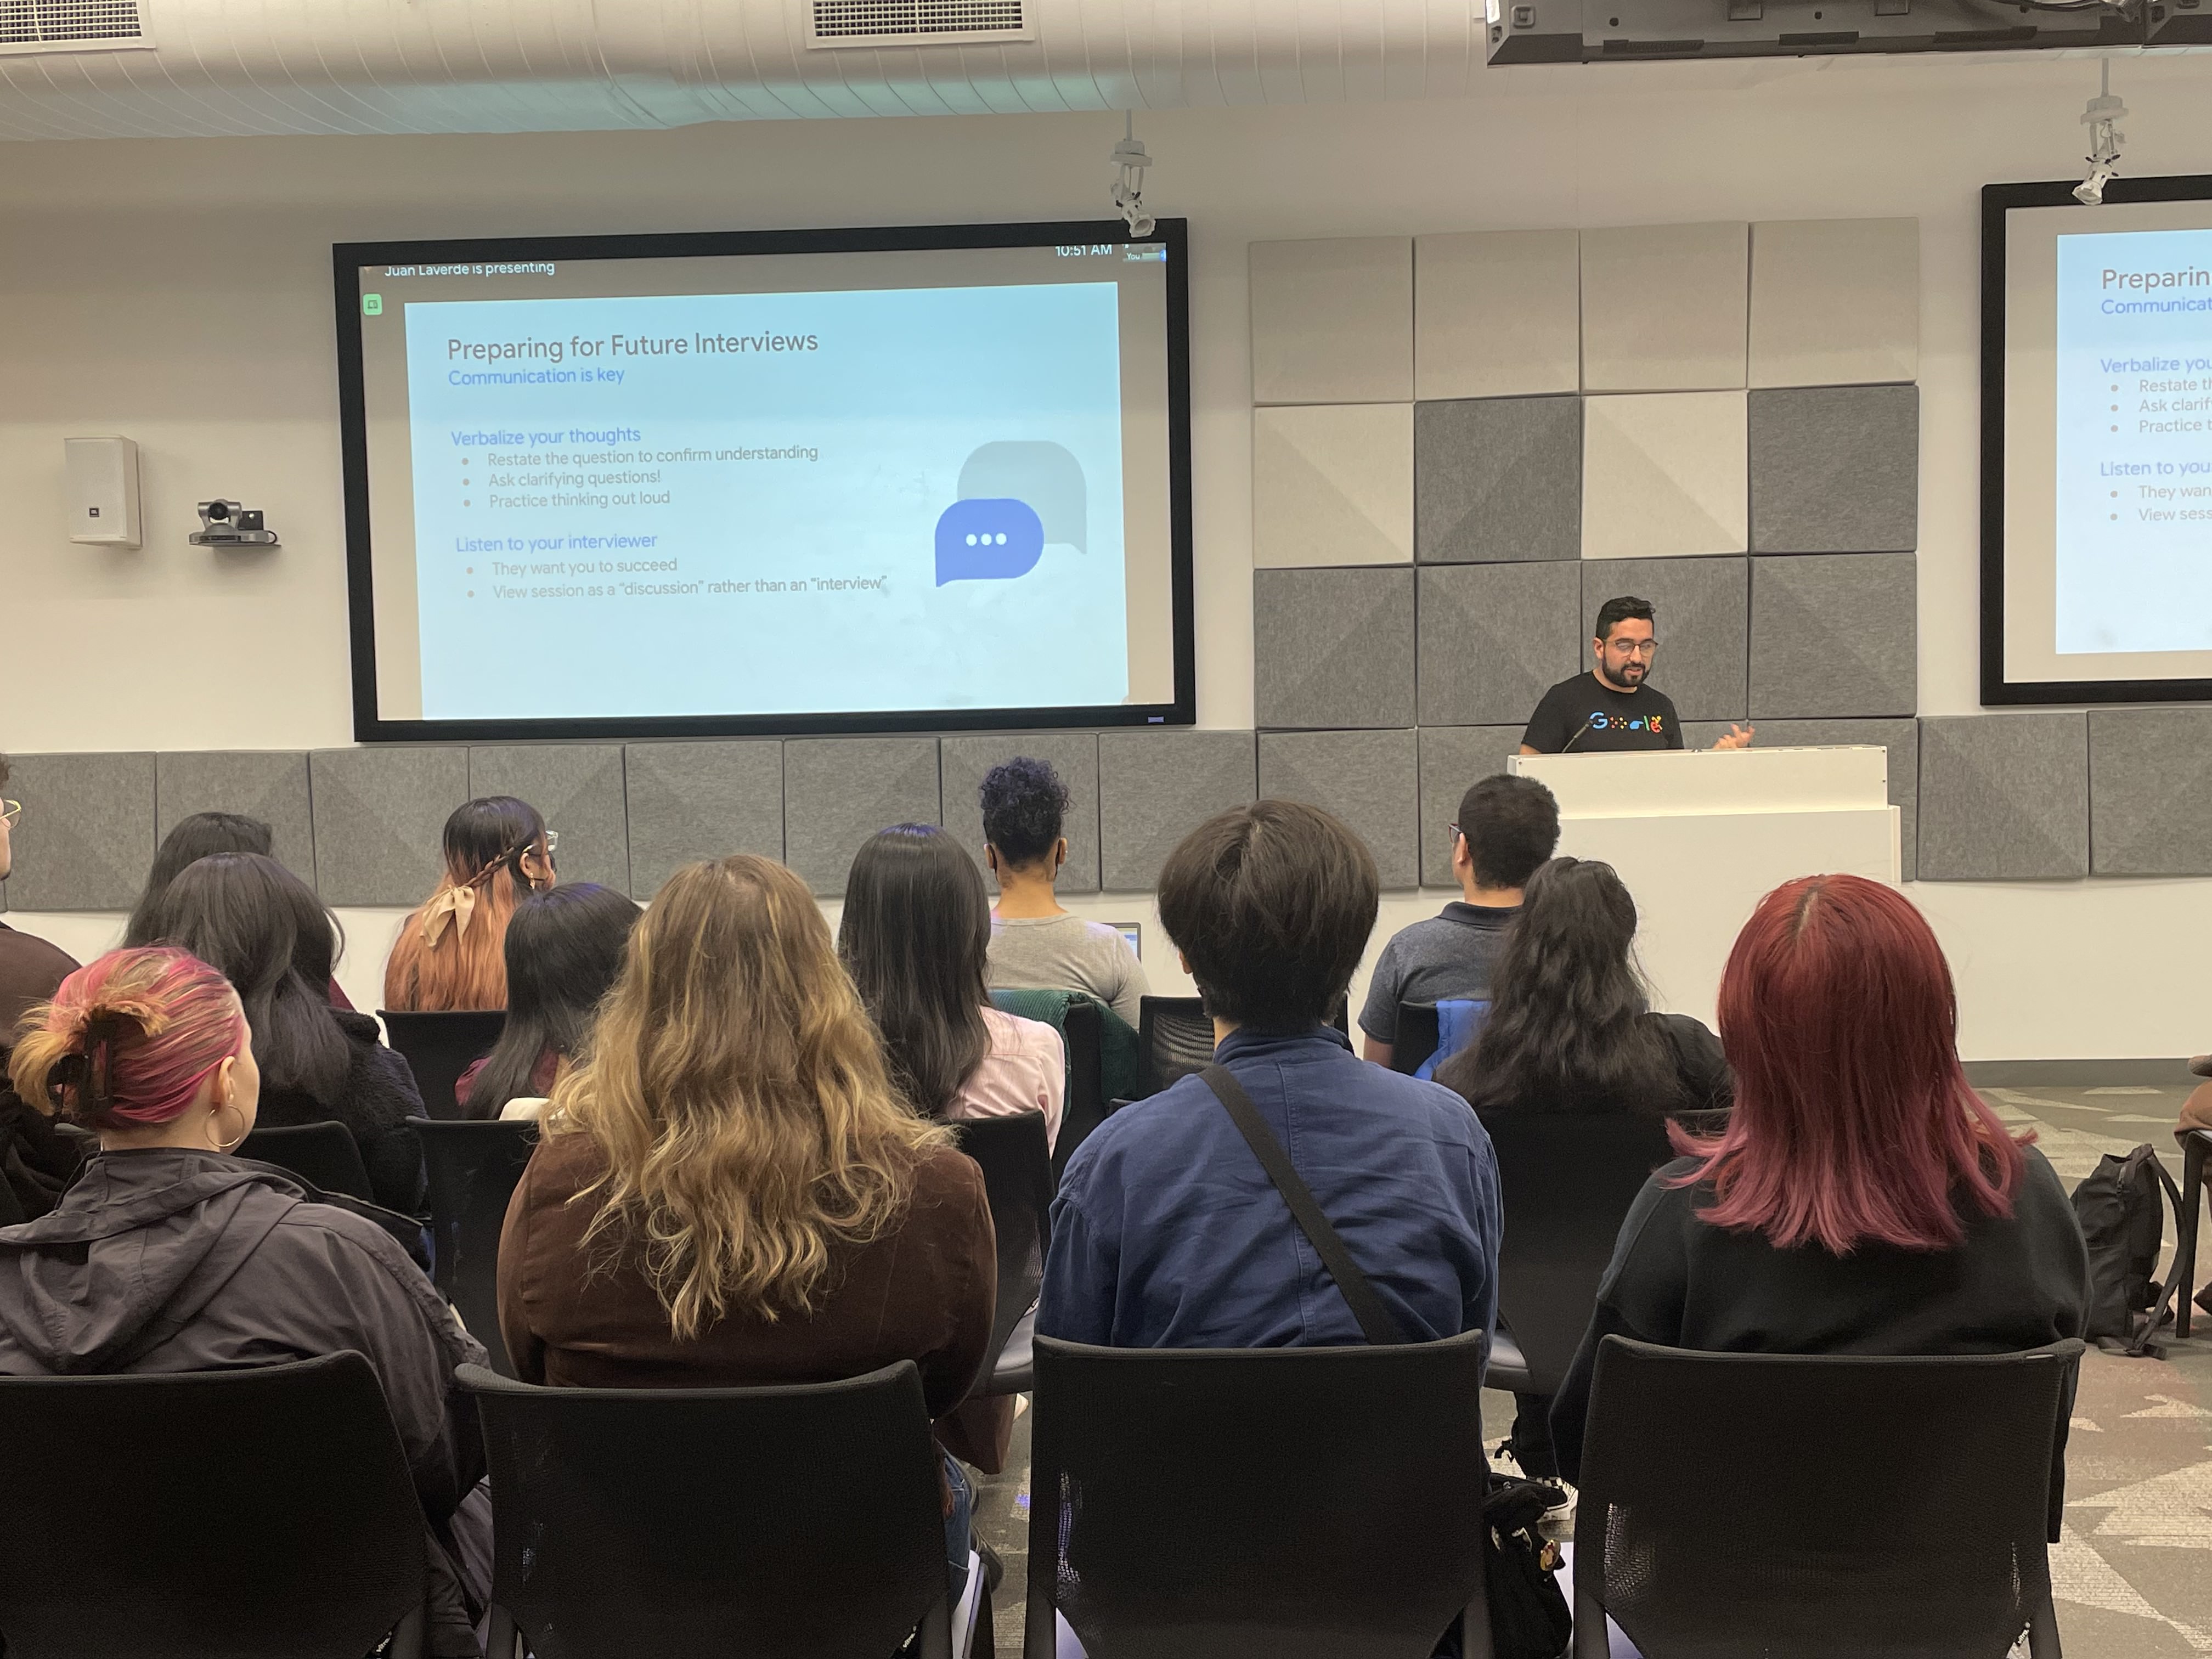 Juan Laverde is presenting
10:51 AM
You
Preparing for Future Interviews
Communication is key
Verbalize your thoughts
Restate the question to confirm understanding
Ask clarifying questions!
Practice thinking out loud
Listen to your interviewer
They want you to succeed
View session as a “discussion” rather than an “interview”
Google
Preparin
Communicat
Verbalize you
Restate th
Ask clarif
Practice t
Listen to you
They wan
View sess